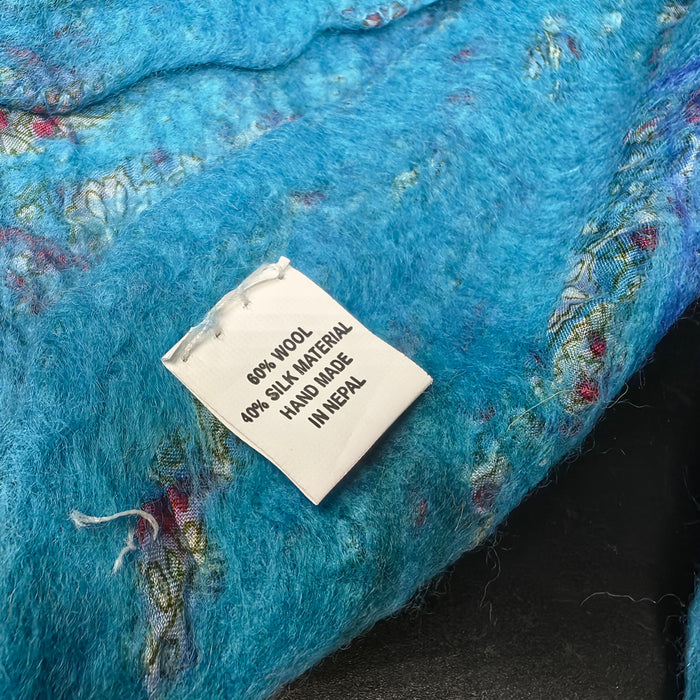 60% WOOL
40% SILK MATERIAL
HAND MADE
IN NEPAL